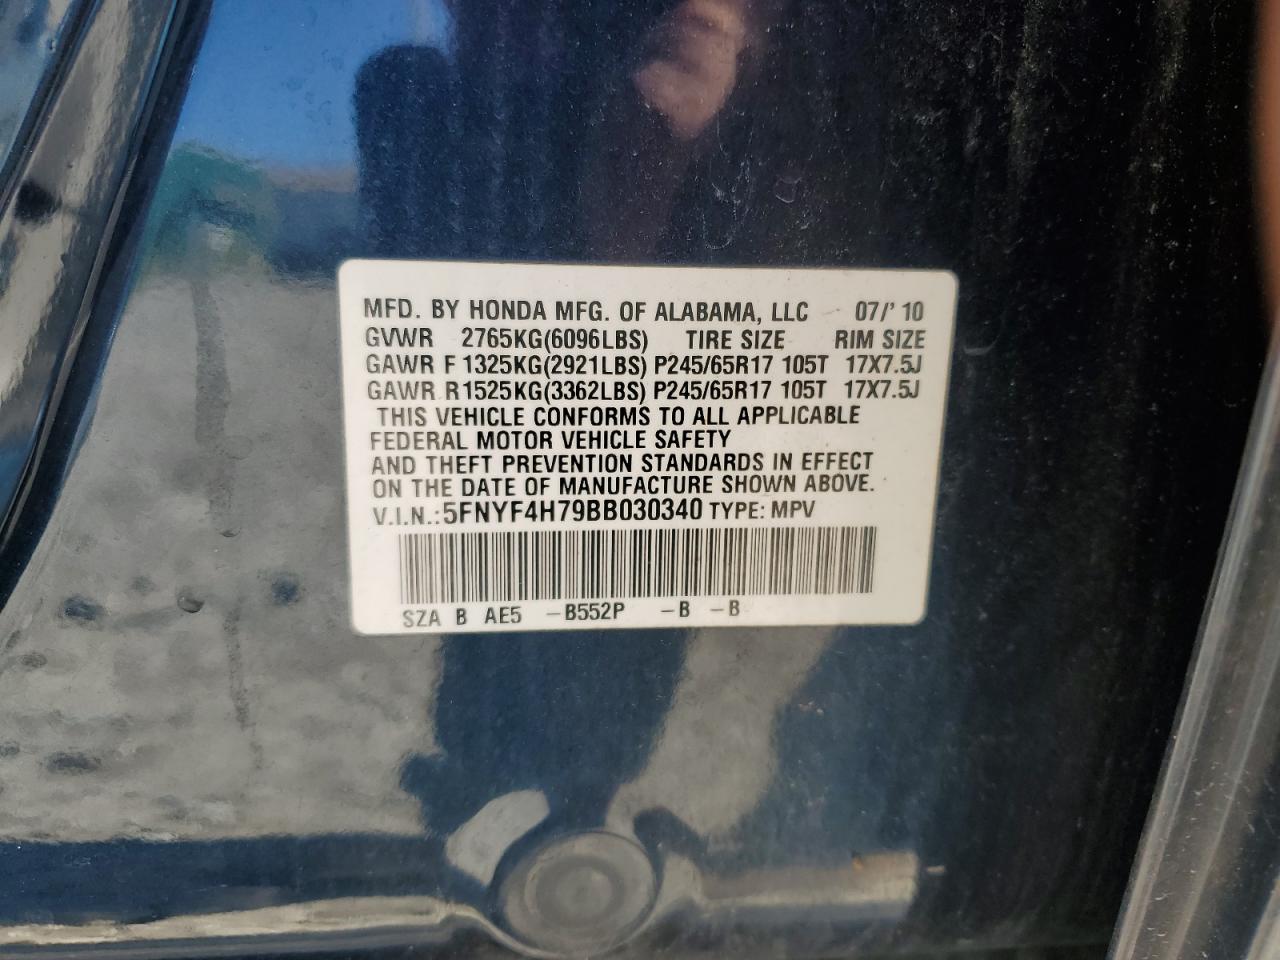 MFD. BY HONDA MFG. OF ALABAMA, LLC 07/'10
GVWR 2765KG(6096LBS) TIRE SIZE RIM SIZE
GAWR F 1325KG(2921LBS) P245/65R17 105T 17X7.5J
GAWR R1525KG(3362LBS) P245/65R17 105T 17X7.5J
THIS VEHICLE CONFORMS TO ALL APPLICABLE
FEDERAL MOTOR VEHICLE SAFETY
AND THEFT PREVENTION STANDARDS IN EFFECT
ON THE DATE OF MANUFACTURE SHOWN ABOVE.
V.I.N.:5FNYF4H79BB030340 TYPE: MPV
SZA B AE5 -B552P -B -B